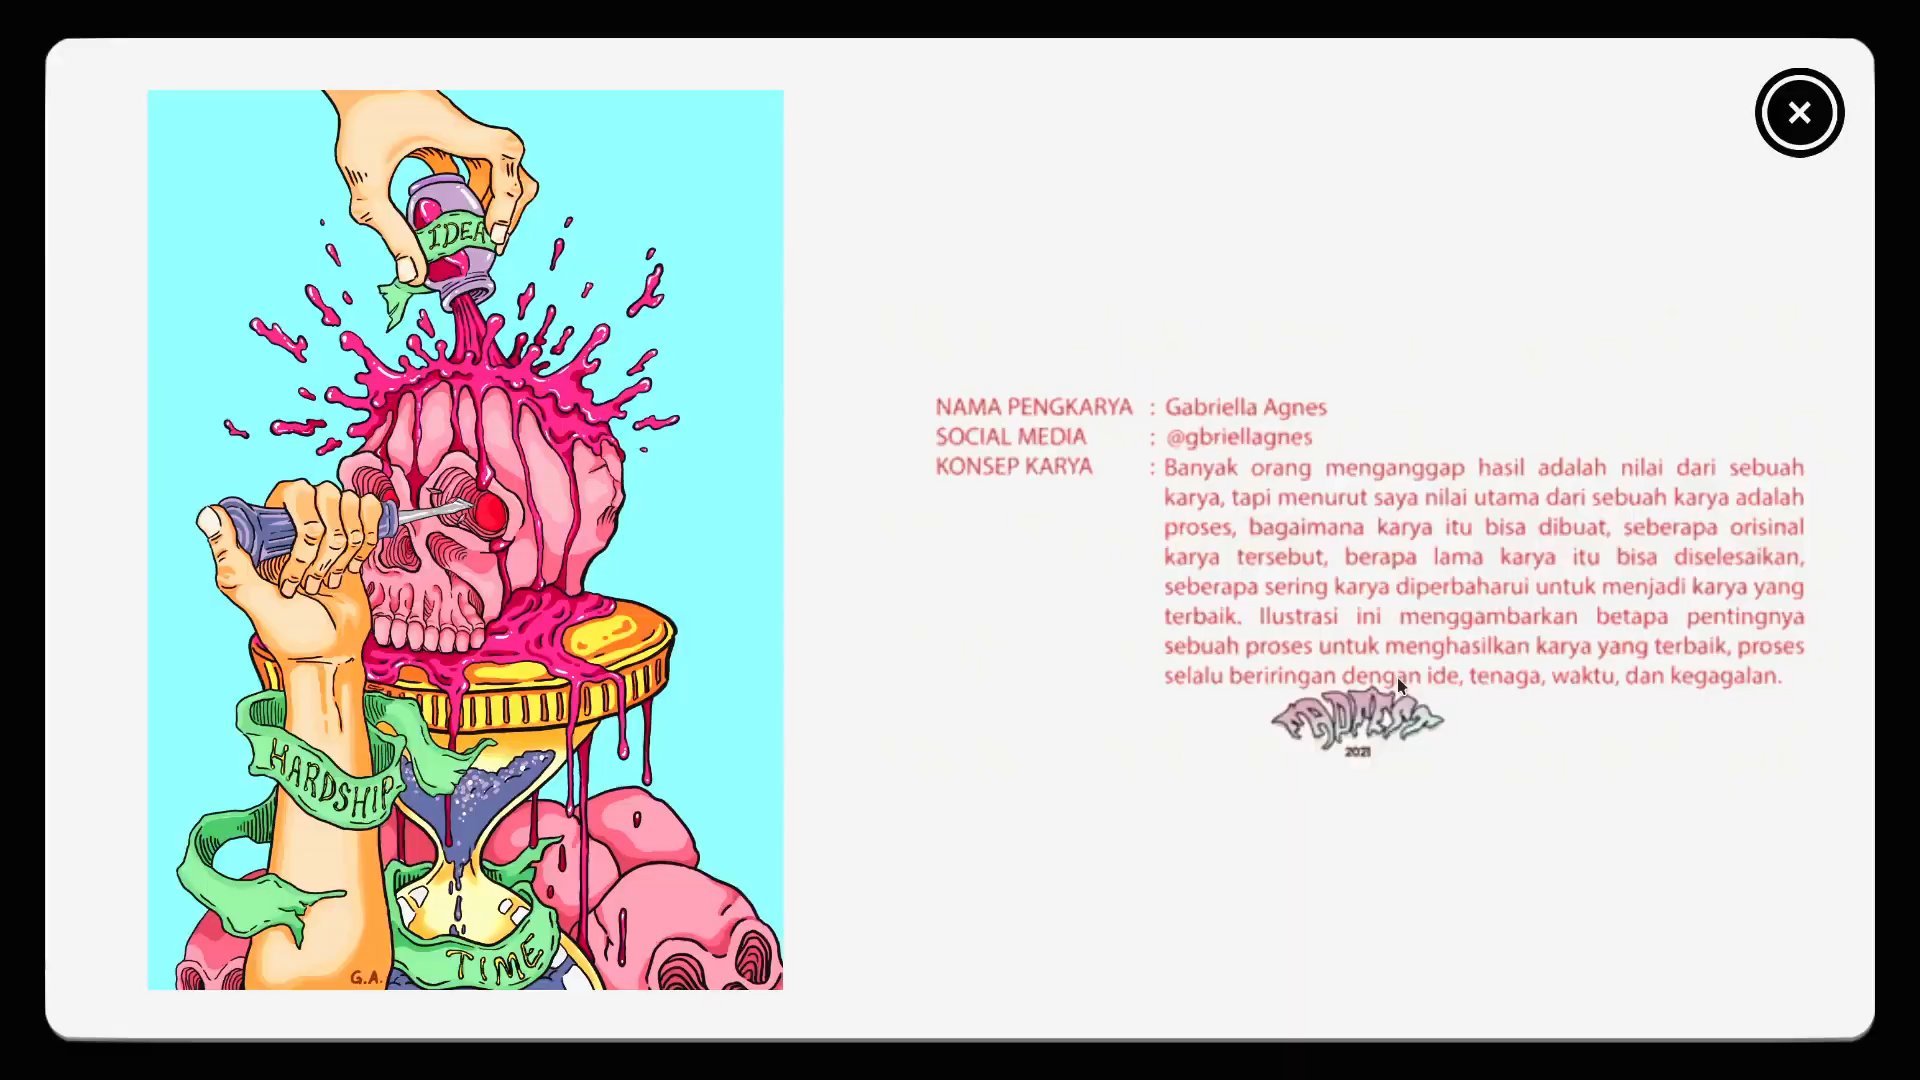 IDEA
HARDSHIP
TIME
G.A.
NAMA PENGKARYA : Gabriella Agnes
SOCIAL MEDIA : @gbriellagnes
KONSEP KARYA : Banyak orang menganggap hasil adalah nilai dari sebuah
karya, tapi menurut saya nilai utama dari sebuah karya adalah
proses, bagaimana karya itu bisa dibuat, seberapa orisinal
karya tersebut, berapa lama karya itu bisa diselesaikan,
seberapa sering karya diperbaharui untuk menjadi karya yang
terbaik. Ilustrasi ini menggambarkan betapa pentingnya
sebuah proses untuk menghasilkan karya yang terbaik, proses
selalu beriringan dengan ide, tenaga, waktu, dan kegagalan.
2021